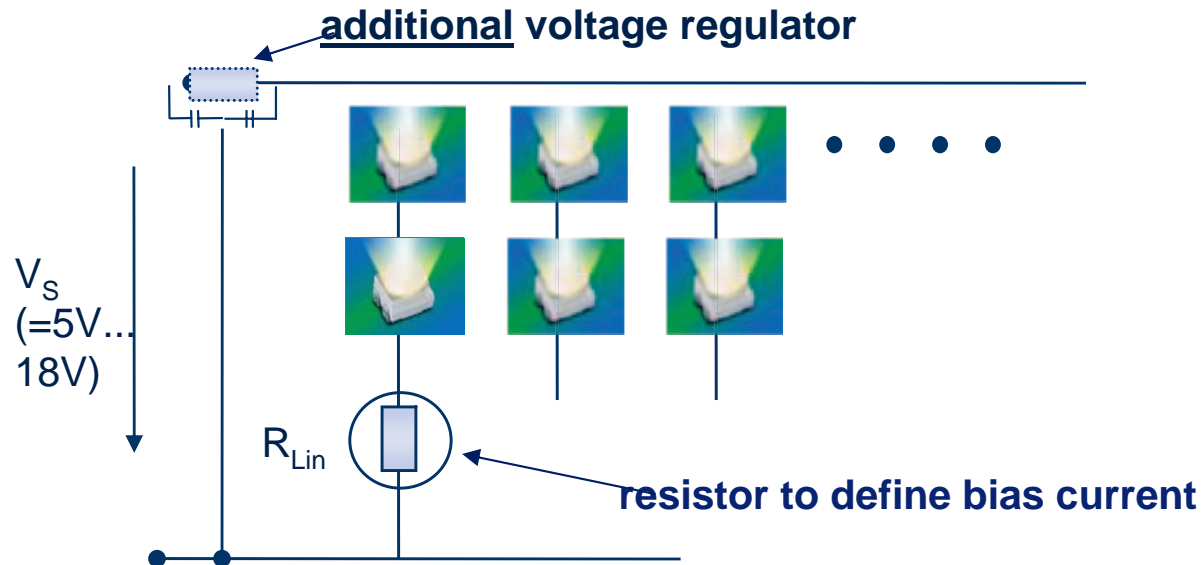 additional voltage regulator
V_S
(=5V...
18V)
R_Lin
resistor to define bias current